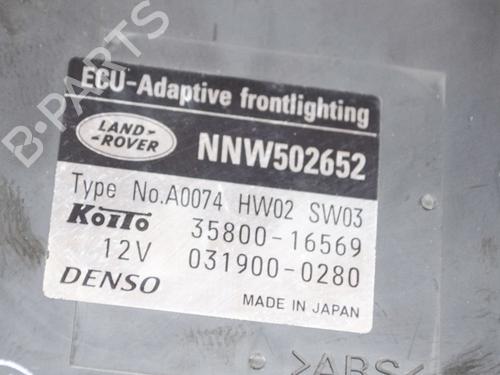 ECU-Adaptive frontlighting
LAND-
-ROVER
NNW502652
Type No.A0074 HW02 SW03
KOITO 35800-16569
12V 031900-0280
DENSO
MADE IN JAPAN
>ABS<
B-PARTS